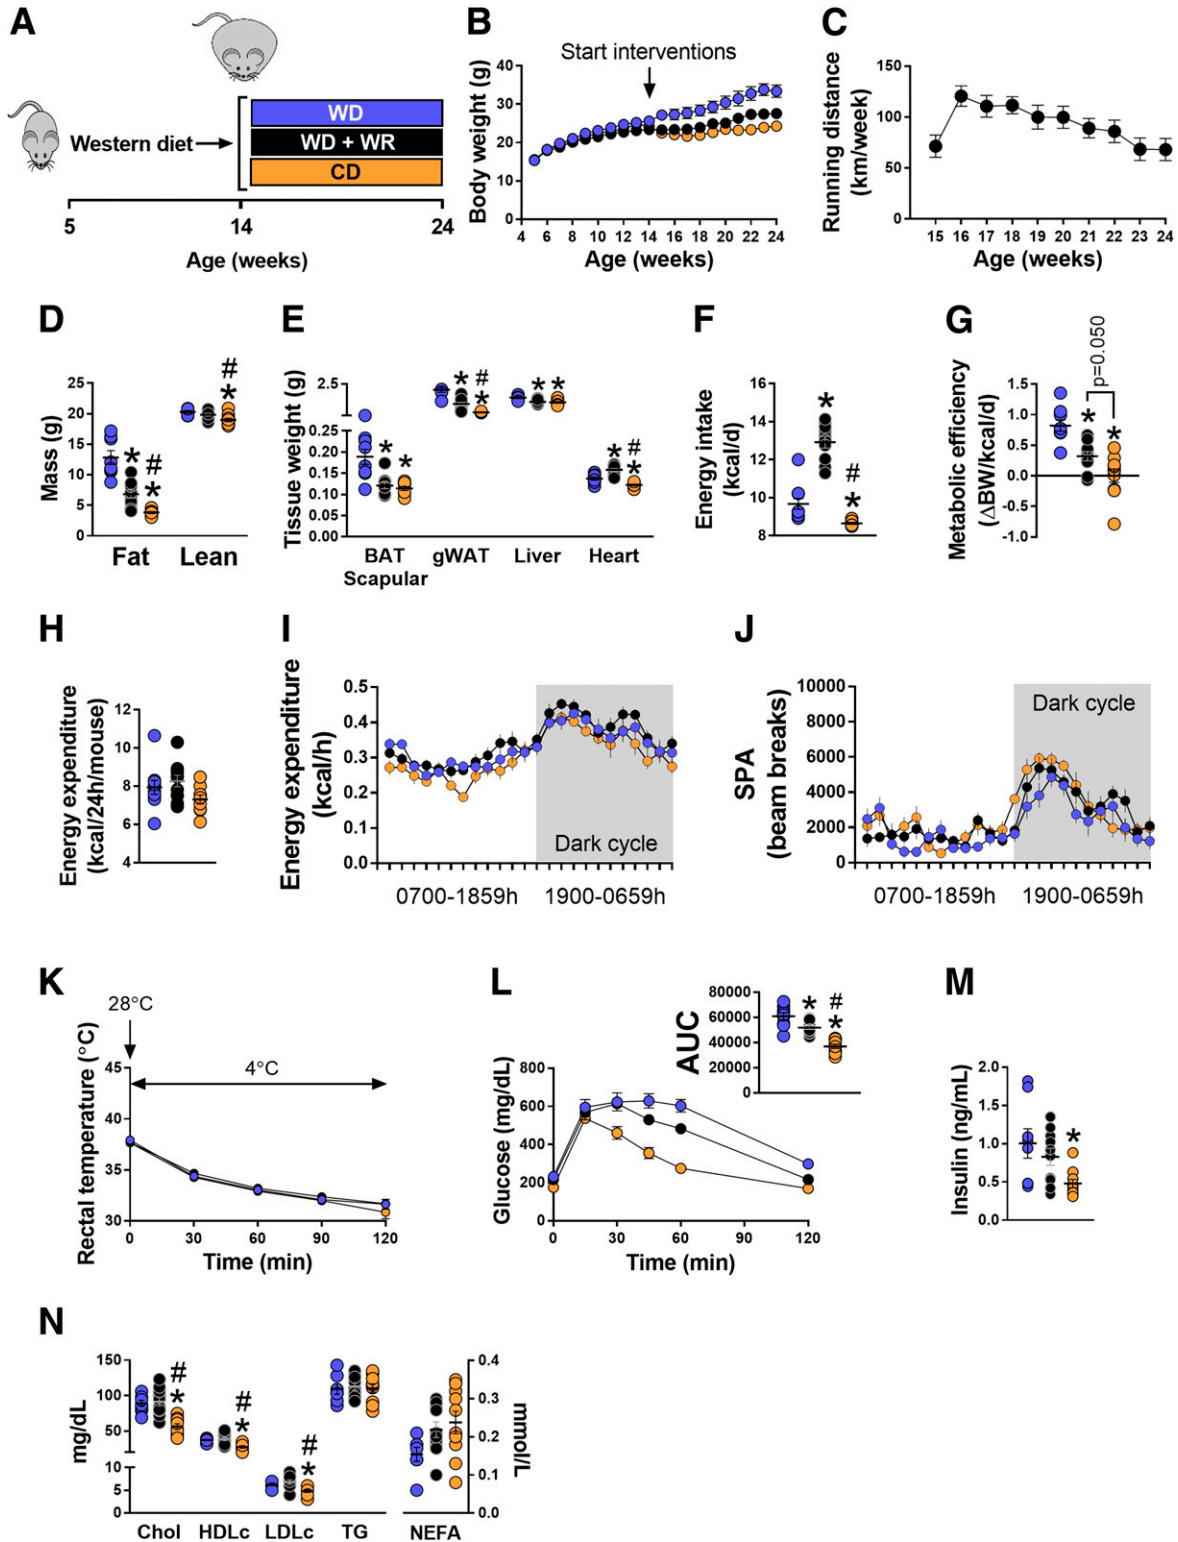 A
Western diet
WD
WD + WR
CD
5
14
24
Age (weeks)
B
Start interventions
Body weight (g)
40
30
20
10
0
4 6 8 10 12 14 16 18 20 22 24
Age (weeks)
C
Running distance
(km/week)
150
100
50
0
15 16 17 18 19 20 21 22 23 24
Age (weeks)
D
Mass (g)
25
20
15
10
5
0
* # * # *
Fat Lean
E
Tissue weight (g)
2.5
0.25
0.20
0.15
0.10
0.05
0.00
* * * # * * * * # *
BAT
Scapular
gWAT Liver Heart
F
Energy intake
(kcal/d)
16
14
12
10
8
* # *
G
Metabolic efficiency
(ΔBW/kcal/d)
1.5
1.0
0.5
0.0
-0.5
-1.0
p=0.050
* *
H
Energy expenditure
(kcal/24h/mouse)
12
10
8
6
4
I
Energy expenditure
(kcal/h)
0.5
0.4
0.3
0.2
0.1
0.0
Dark cycle
0700-1859h 1900-0659h
J
SPA
(beam breaks)
10000
8000
6000
4000
2000
0
Dark cycle
0700-1859h 1900-0659h
K
28°C
4°C
Rectal temperature (°C)
45
40
35
30
0 30 60 90 120
Time (min)
L
Glucose (mg/dL)
800
600
400
200
0
0 30 60 90 120
Time (min)
AUC
80000
60000
40000
20000
0
* # *
M
Insulin (ng/mL)
2.0
1.5
1.0
0.5
0.0
*
N
mg/dL
150
100
50
10
5
0
# * # * # *
Chol HDLc LDLc TG NEFA
0.4
0.3
0.2
0.1
0.0
mmol/L